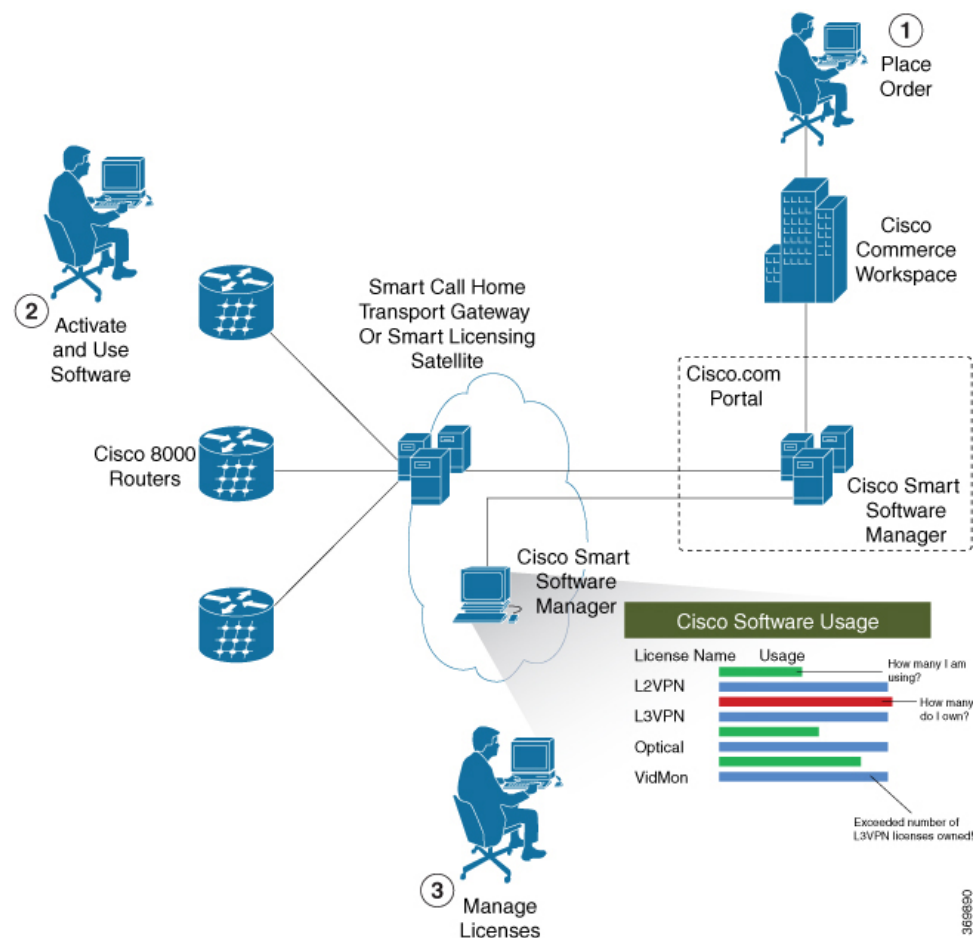 1
Place
Order
Cisco
Commerce
Workspace
2
Activate
and Use
Software
Smart Call Home
Transport Gateway
Or Smart Licensing
Satellite
Cisco.com
Portal
Cisco 8000
Routers
Cisco Smart
Software
Manager
Cisco Smart
Software
Manager
Cisco Software Usage
License Name Usage
How many I am
using?
L2VPN
How many
do I own?
L3VPN
Optical
VidMon
Exceeded number of
L3VPN licenses owned!
3
Manage
Licenses
369890